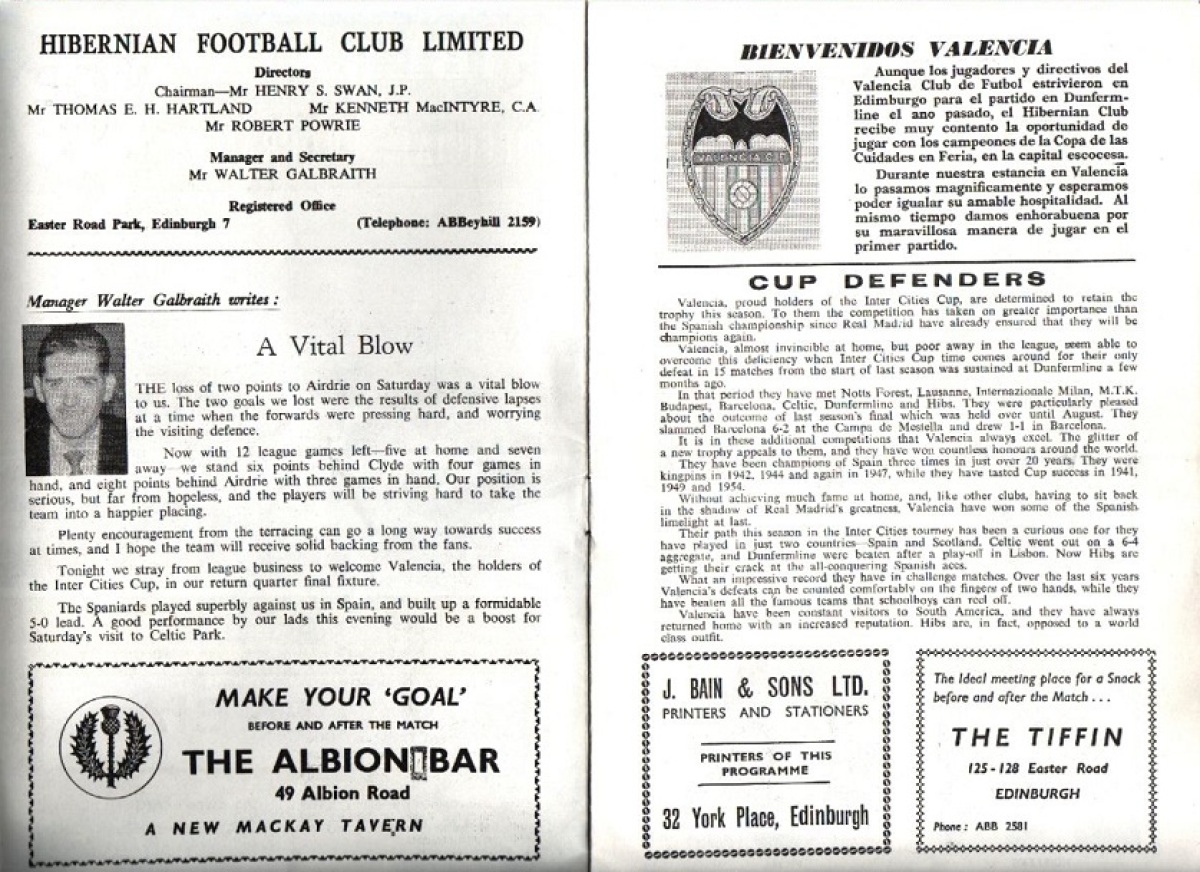 HIBERNIAN FOOTBALL CLUB LIMITED
Directors
Chairman—Mr HENRY S. SWAN, J.P.
Mr THOMAS E. H. HARTLAND Mr KENNETH MacINTYRE, C.A.
Mr ROBERT POWRIE
Manager and Secretary
Mr WALTER GALBRAITH
Registered Office
Easter Road Park, Edinburgh 7 (Telephone: ABBeyhill 2159)
Manager Walter Galbraith writes:
A Vital Blow
THE loss of two points to Airdrie on Saturday was a vital blow
to us. The two goals we lost were the results of defensive lapses
at a time when the forwards were pressing hard, and worrying
the visiting defence.
Now with 12 league games left—five at home and seven
away—we stand six points behind Clyde with four games in
hand, and eight points behind Airdrie with three games in hand. Our position is
serious, but far from hopeless, and the players will be striving hard to take the
team into a happier placing.
Plenty encouragement from the terracing can go a long way towards success
at times, and I hope the team will receive solid backing from the fans.
Tonight we stray from league business to welcome Valencia, the holders of
the Inter Cities Cup, in our return quarter final fixture.
The Spaniards played superbly against us in Spain, and built up a formidable
5-0 lead. A good performance by our lads this evening would be a boost for
Saturday's visit to Celtic Park.
MAKE YOUR 'GOAL'
BEFORE AND AFTER THE MATCH
THE ALBION BAR
49 Albion Road
A NEW MACKAY TAVERN
BIENVENIDOS VALENCIA
VALENCIA C.F.
Aunque los jugadores y directivos del
Valencia Club de Futbol estrivieron en
Edimburgo para el partido en Dunferm-
line el ano pasado, el Hibernian Club
recibe muy contento la oportunidad de
jugar con los campeones de la Copa de las
Cuidades en Feria, en la capital escocesa.
Durante nuestra estancia en Valencia
lo pasamos magnificamente y esperamos
poder igualar su amable hospitalidad. Al
mismo tiempo damos enhorabuena por
su maravillosa manera de jugar en el
primer partido.
CUP DEFENDERS
Valencia, proud holders of the Inter Cities Cup, are determined to retain the
trophy this season. To them the competition has taken on greater importance than
the Spanish championship since Real Madrid have already ensured that they will be
champions again.
Valencia, almost invincible at home, but poor away in the league, seem able to
overcome this deficiency when Inter Cities Cup time comes around for their only
defeat in 15 matches from the start of last season was sustained at Dunfermline a few
months ago.
In that period they have met Notts Forest, Lausanne, Internazionale Milan, M.T.K.
Budapest, Barcelona, Celtic, Dunfermline and Hibs. They were particularly pleased
about the outcome of last season's final which was held over until August. They
slammed Barcelona 6-2 at the Campa de Mestella and drew 1-1 in Barcelona.
It is in these additional competitions that Valencia always excel. The glitter of
a new trophy appeals to them, and they have won countless honours around the world.
They have been champions of Spain three times in just over 20 years. They were
kingpins in 1942, 1944 and again in 1947, while they have tasted Cup success in 1941,
1949 and 1954.
Without achieving much fame at home, and, like other clubs, having to sit back
in the shadow of Real Madrid's greatness, Valencia have won some of the Spanish
limelight at last.
Their path this season in the Inter Cities tourney has been a curious one for they
have played in just two countries—Spain and Scotland. Celtic went out on a 6-4
aggregate, and Dunfermline were beaten after a play-off in Lisbon. Now Hibs are
getting their crack at the all-conquering Spanish aces.
What an impressive record they have in challenge matches. Over the last six years
Valencia's defeats can be counted comfortably on the fingers of two hands, while they
have beaten all the famous teams that schoolboys can reel off.
Valencia have been constant visitors to South America, and they have always
returned home with an increased reputation. Hibs are, in fact, opposed to a world
class outfit.
J. BAIN & SONS LTD.
PRINTERS AND STATIONERS
PRINTERS OF THIS
PROGRAMME
32 York Place, Edinburgh
The Ideal meeting place for a Snack
before and after the Match . . .
THE TIFFIN
125-128 Easter Road
EDINBURGH
Phone: ABB 2581